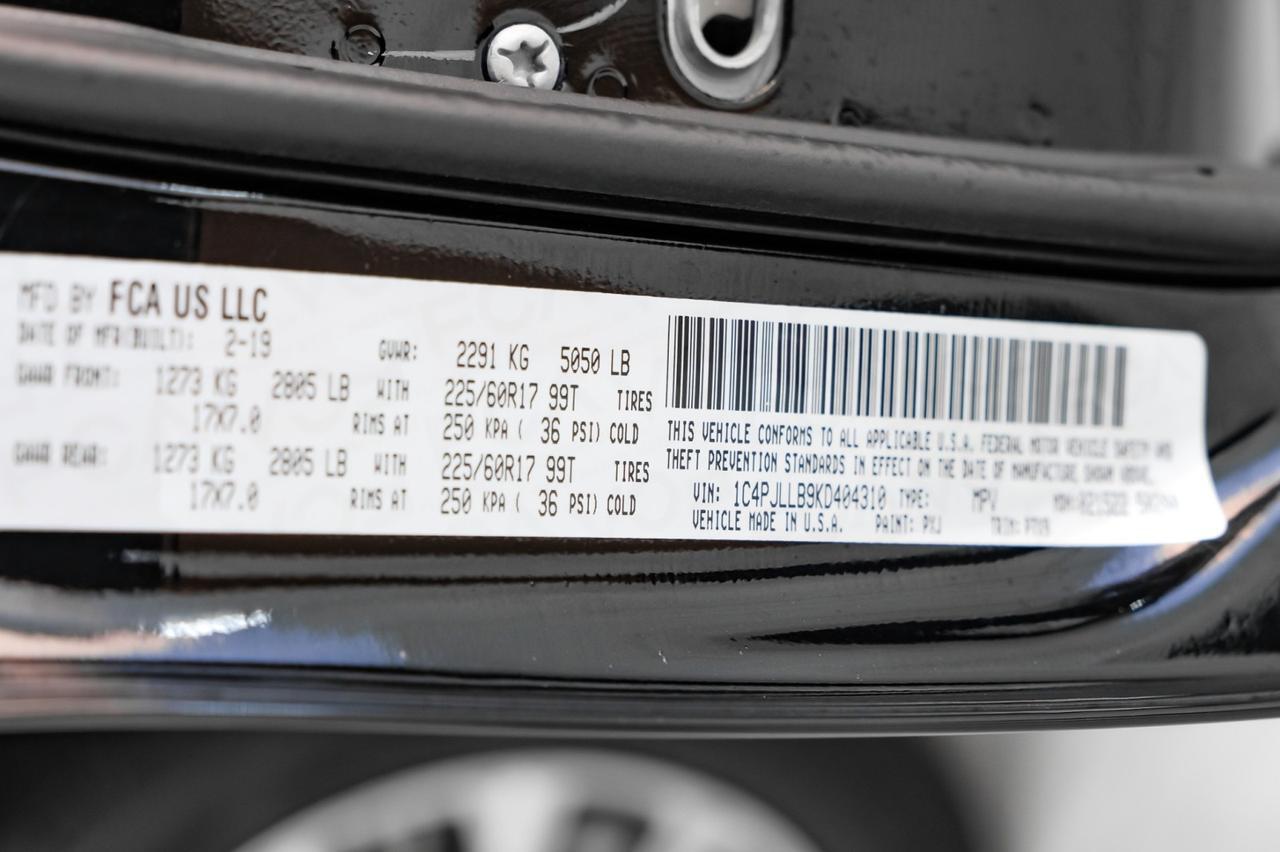 MFD BY FCA US LLC
DATE OF MFR(BUILT): 2-19 GVWR: 2291 KG 5050 LB
GAWR FRONT: 1273 KG 2805 LB WITH 225/60R17 99T TIRES
17X7.0 RIMS AT 250 KPA ( 36 PSI) COLD
GAWR REAR: 1273 KG 2805 LB WITH 225/60R17 99T TIRES
17X7.0 RIMS AT 250 KPA ( 36 PSI) COLD
THIS VEHICLE CONFORMS TO ALL APPLICABLE U.S.A. FEDERAL MOTOR VEHICLE SAFETY AND
THEFT PREVENTION STANDARDS IN EFFECT ON THE DATE OF MANUFACTURE SHOWN ABOVE.
VIN: 1C4PJLLB9KD404310 TYPE: MPV
VEHICLE MADE IN U.S.A. PAINT: PXJ TRIM: